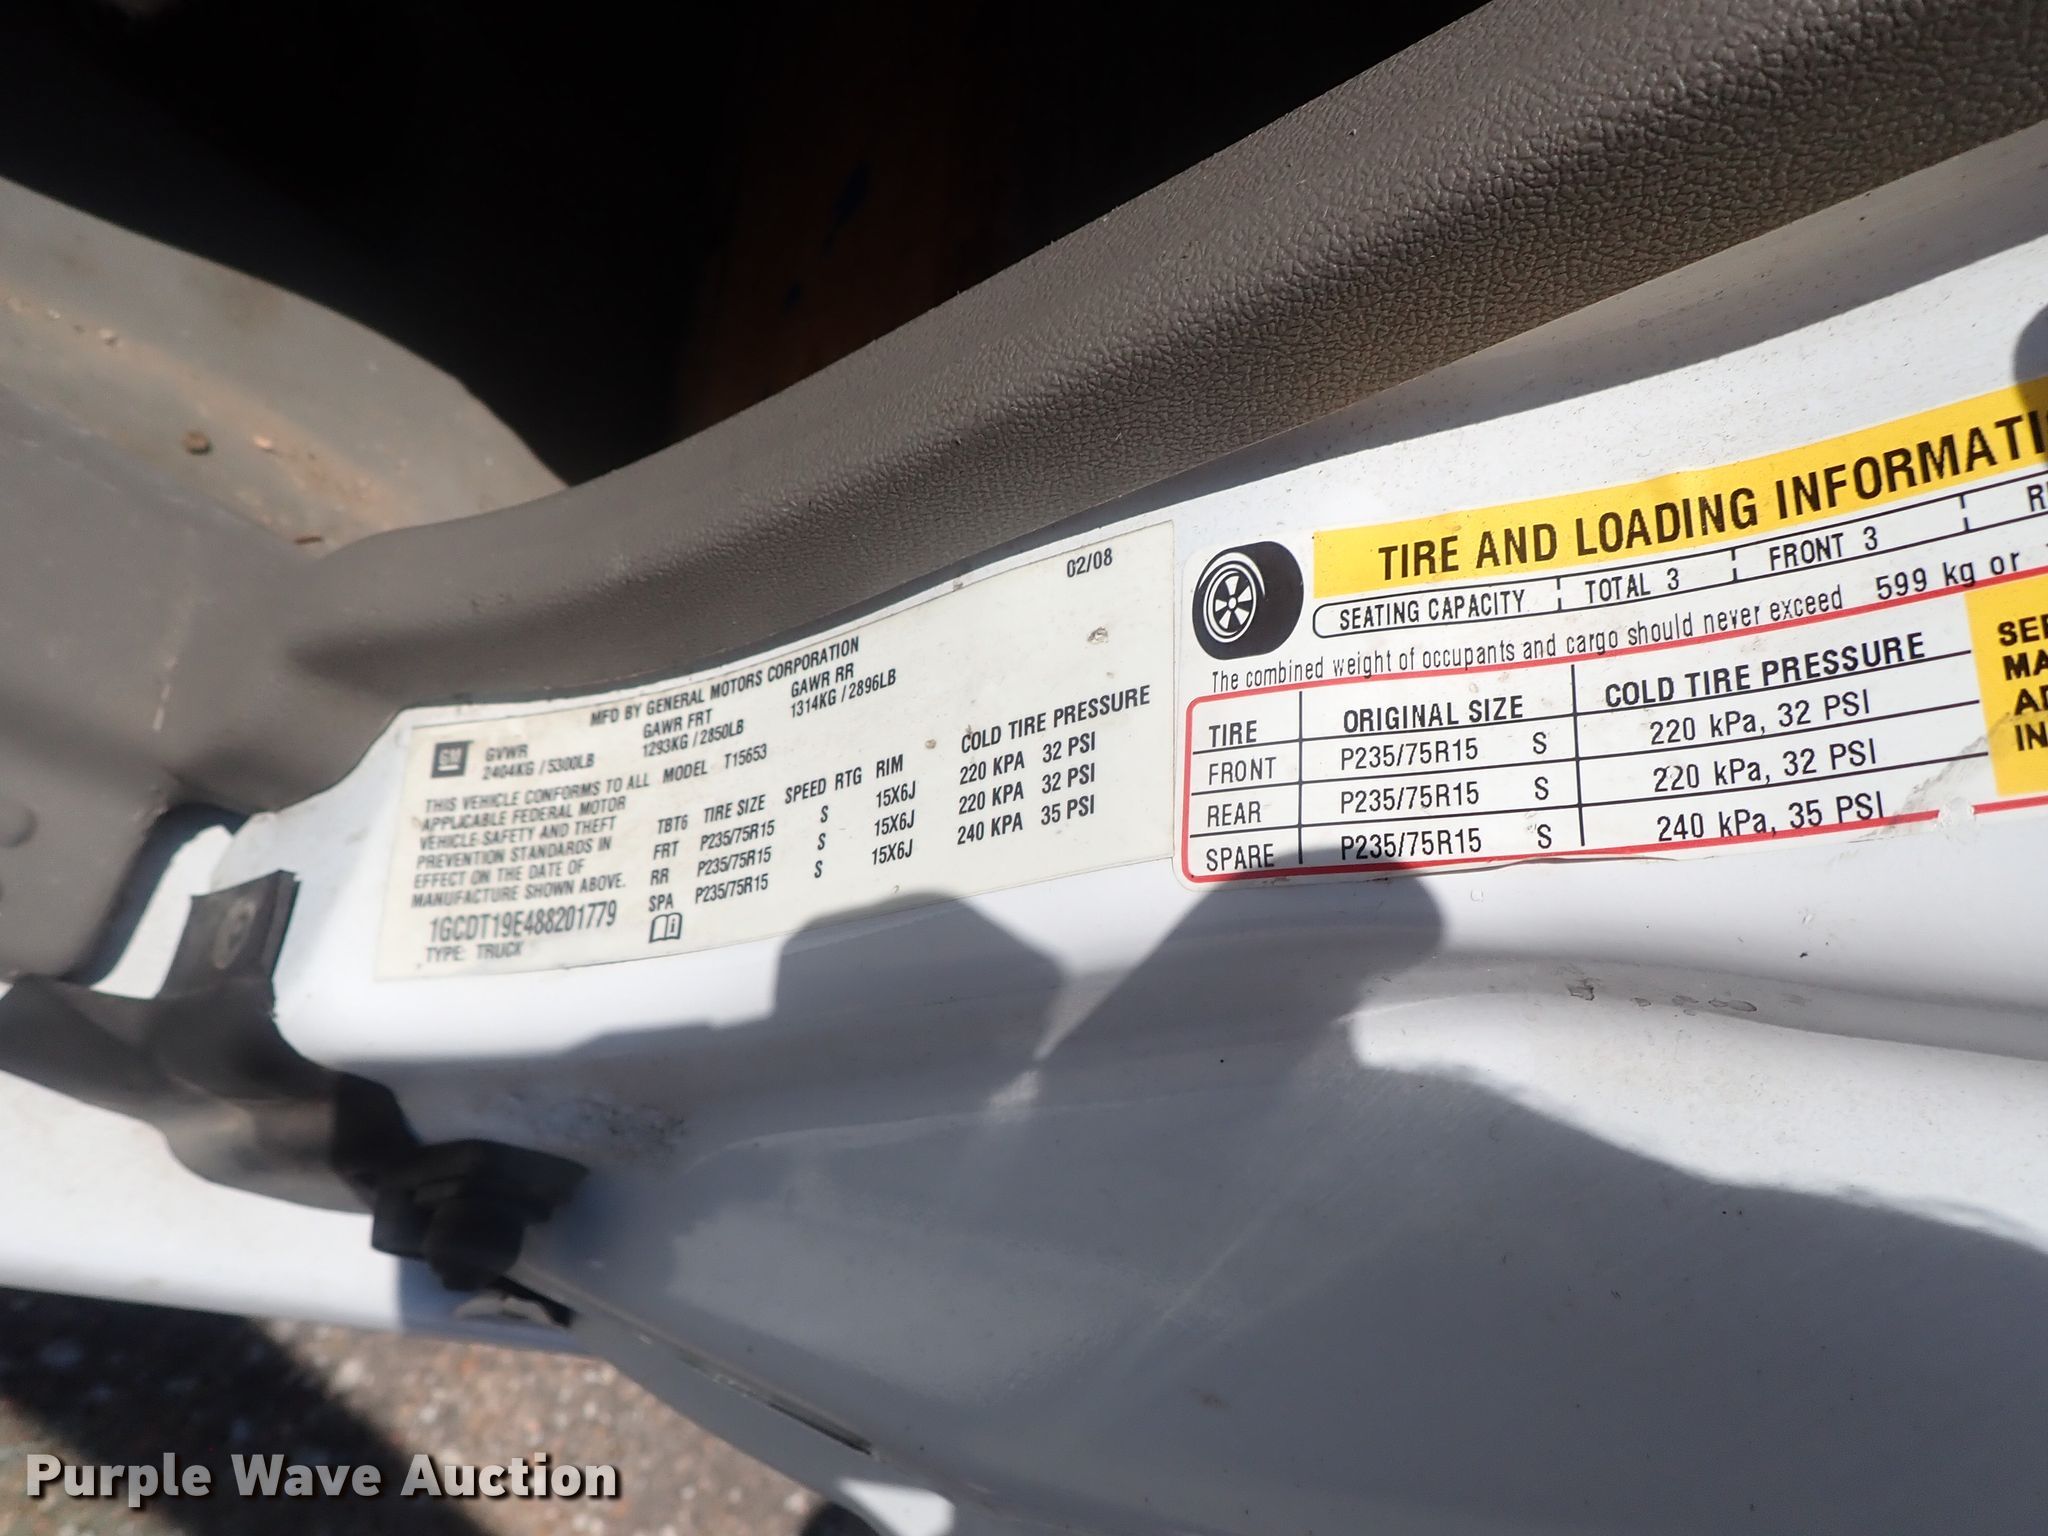 02/08
MFD BY GENERAL MOTORS CORPORATION
GM
GVWR GAWR FRT GAWR RR
2404KG / 5300LB 1293KG / 2850LB 1314KG / 2896LB
THIS VEHICLE CONFORMS TO ALL
APPLICABLE FEDERAL MOTOR
VEHICLE SAFETY AND THEFT
PREVENTION STANDARDS IN
EFFECT ON THE DATE OF
MANUFACTURE SHOWN ABOVE.
1GCDT19E488201779
TYPE: TRUCK
MODEL T15653
TBT6 TIRE SIZE SPEED RTG RIM COLD TIRE PRESSURE
FRT P235/75R15 S 15X6J 220 KPA 32 PSI
RR P235/75R15 S 15X6J 220 KPA 32 PSI
SPA P235/75R15 S 15X6J 240 KPA 35 PSI
TIRE AND LOADING INFORMATI
SEATING CAPACITY TOTAL 3 FRONT 3 R
The combined weight of occupants and cargo should never exceed 599 kg or
TIRE ORIGINAL SIZE COLD TIRE PRESSURE
FRONT P235/75R15 S 220 kPa, 32 PSI
REAR P235/75R15 S 220 kPa, 32 PSI
SPARE P235/75R15 S 240 kPa, 35 PSI
SEE
MA
AD
IN
Purple Wave Auction